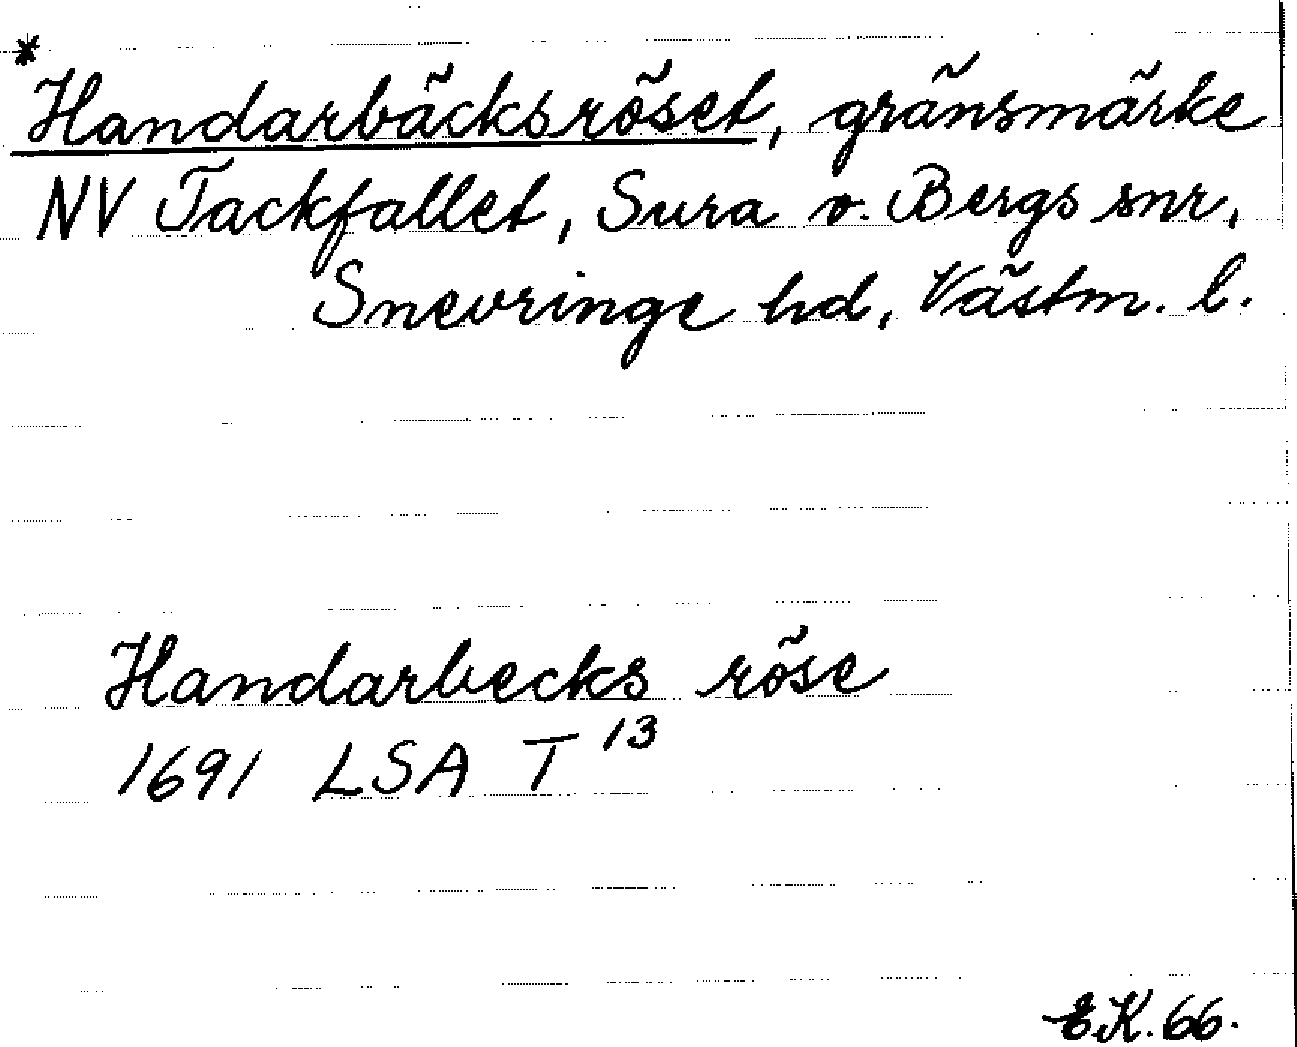 *
Handarbäcksröset, gränsmärke
NV Tackfallet, Sura o. Bergs snr,
Snevringe hd, Västm. l.
Handarbecks röse
1691 LSA T 13
E.K. 66.